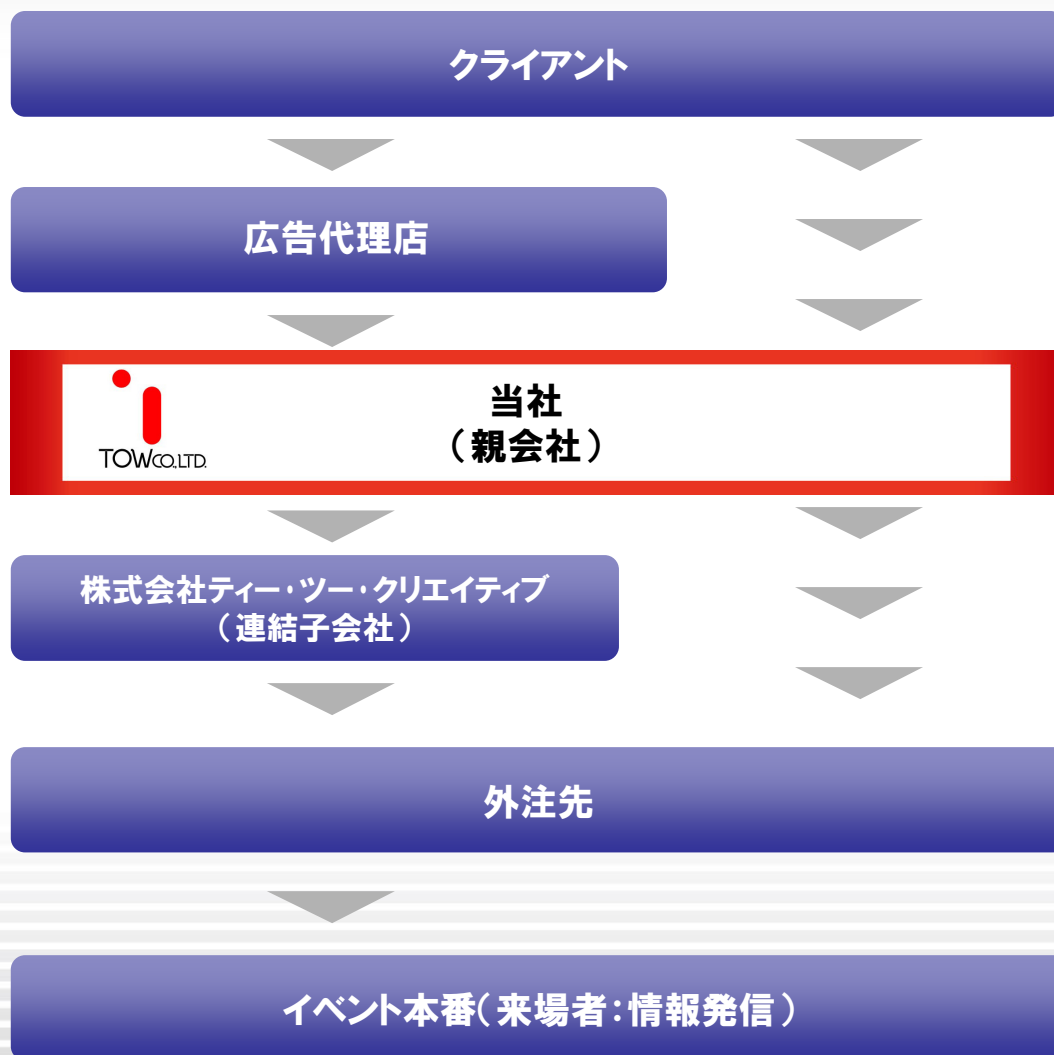 クライアント
広告代理店
TOW CO.,LTD.
当社
（親会社）
株式会社ティー・ツー・クリエイティブ
（連結子会社）
外注先
イベント本番（来場者：情報発信）